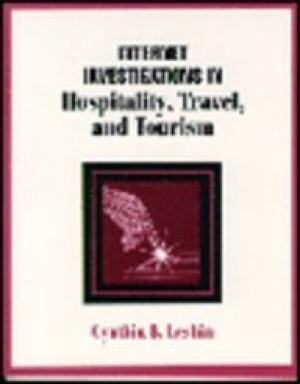 INTERNET
INVESTIGATIONS IN
Hospitality, Travel,
and Tourism
Cynthia B. Leshin